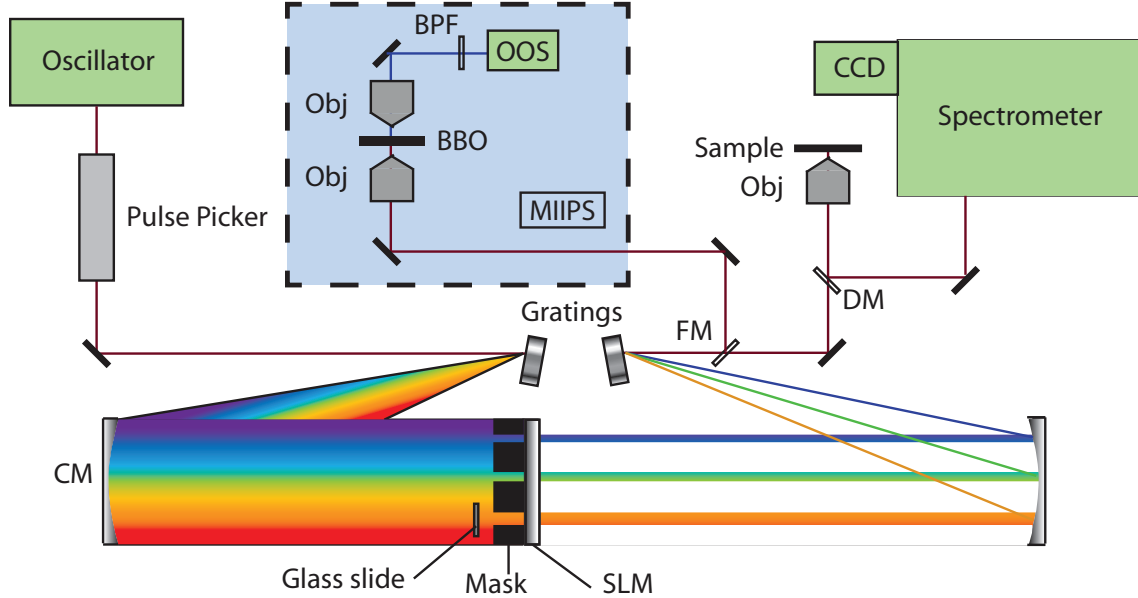 BPF
OOS
Oscillator
CCD
Obj
Spectrometer
BBO
Sample
Obj
Obj
MIIPS
Pulse Picker
DM
Gratings
FM
CM
Glass slide
Mask
SLM